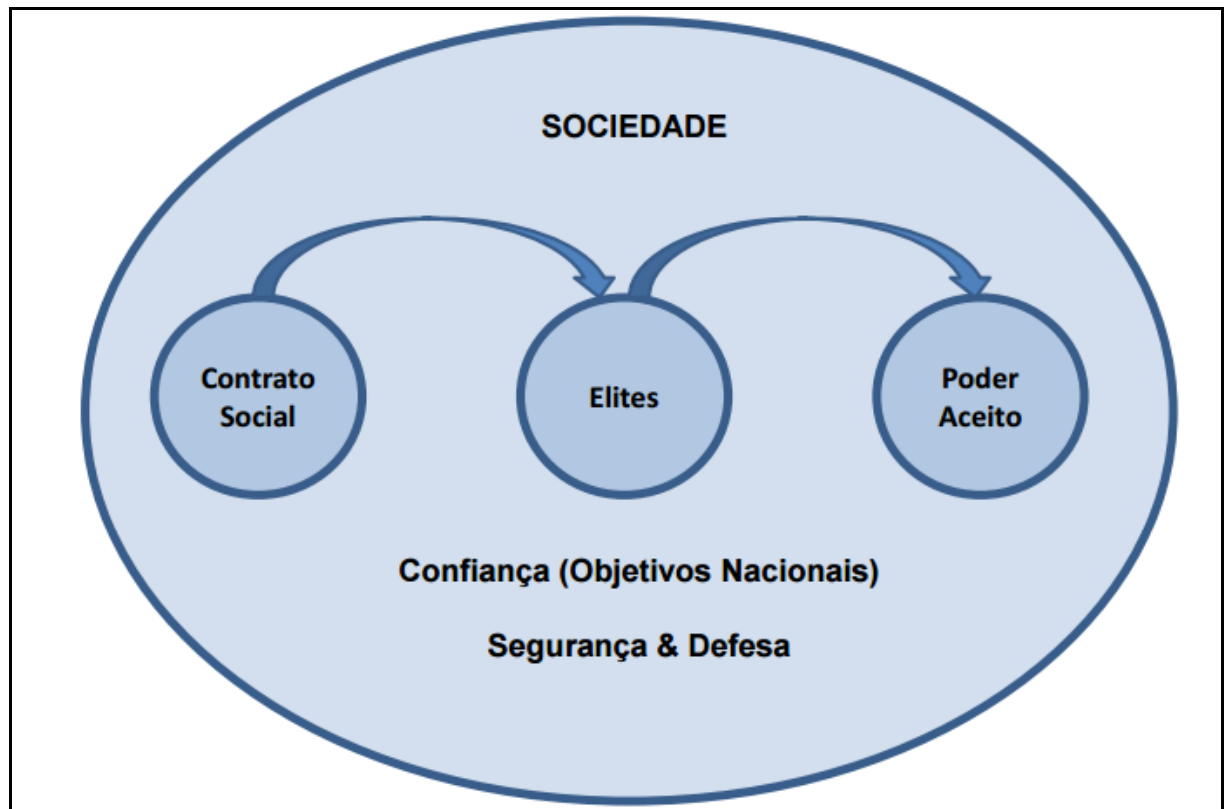 SOCIEDADE
Contrato
Social
Elites
Poder
Aceito
Confiança (Objetivos Nacionais)
Segurança & Defesa